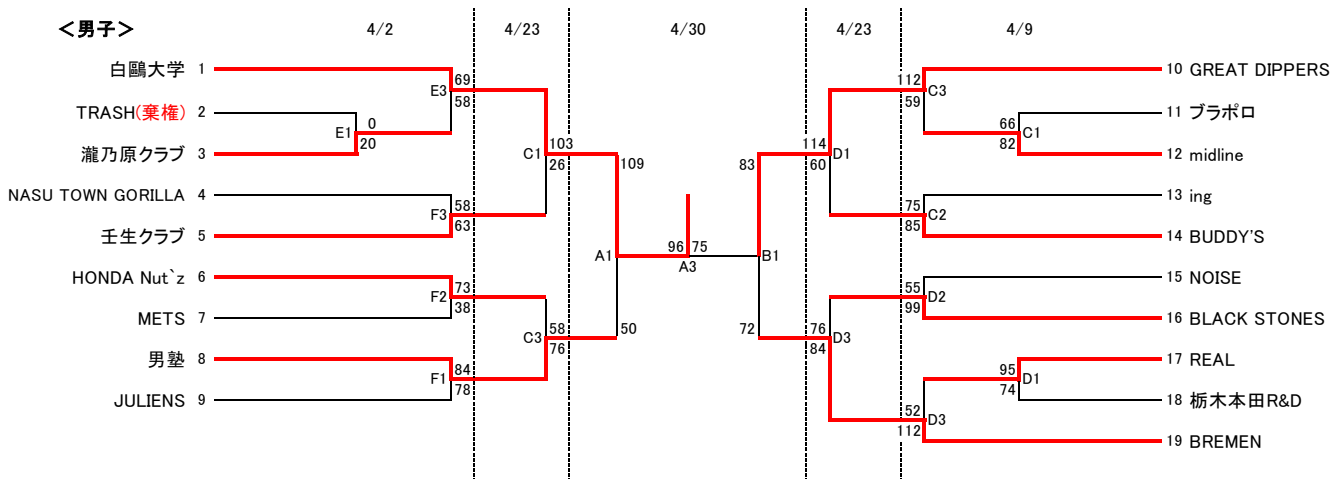 ＜男子＞ 4/2 4/23 4/30 4/23 4/9
白鷗大学 1
TRASH(棄権) 2
瀧乃原クラブ 3
NASU TOWN GORILLA 4
壬生クラブ 5
HONDA Nut`z 6
METS 7
男塾 8
JULIENS 9
E1 0 20
E3 69 58
F3 58 63
F2 73 38
F1 84 78
C1 103 26
C3 58 76
A1 109 50
96 75
A3
83 B1 72
114 60 D1
76 84 D3
112 59 C3
75 85 C2
55 99 D2
52 112 D3
66 82 C1
95 74 D1
10 GREAT DIPPERS
11 ブラポロ
12 midline
13 ing
14 BUDDY'S
15 NOISE
16 BLACK STONES
17 REAL
18 栃木本田R&D
19 BREMEN